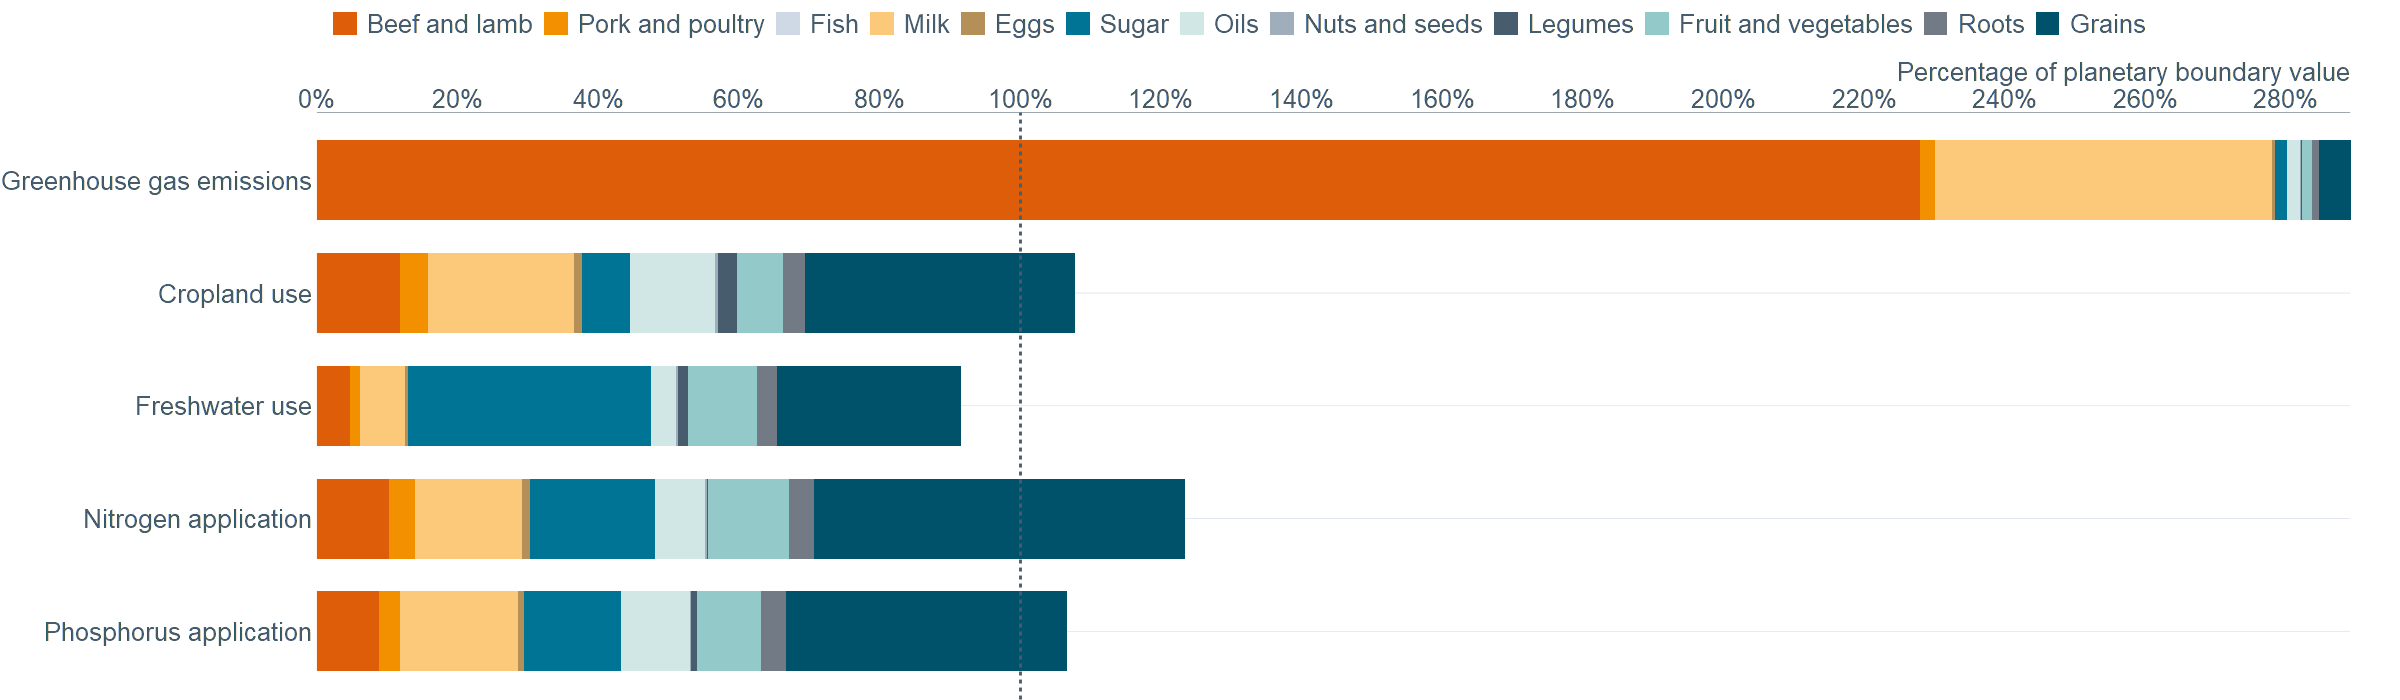 Beef and lamb Pork and poultry Fish Milk Eggs Sugar Oils Nuts and seeds Legumes Fruit and vegetables Roots Grains
Percentage of planetary boundary value
0% 20% 40% 60% 80% 100% 120% 140% 160% 180% 200% 220% 240% 260% 280%
Greenhouse gas emissions
Cropland use
Freshwater use
Nitrogen application
Phosphorus application